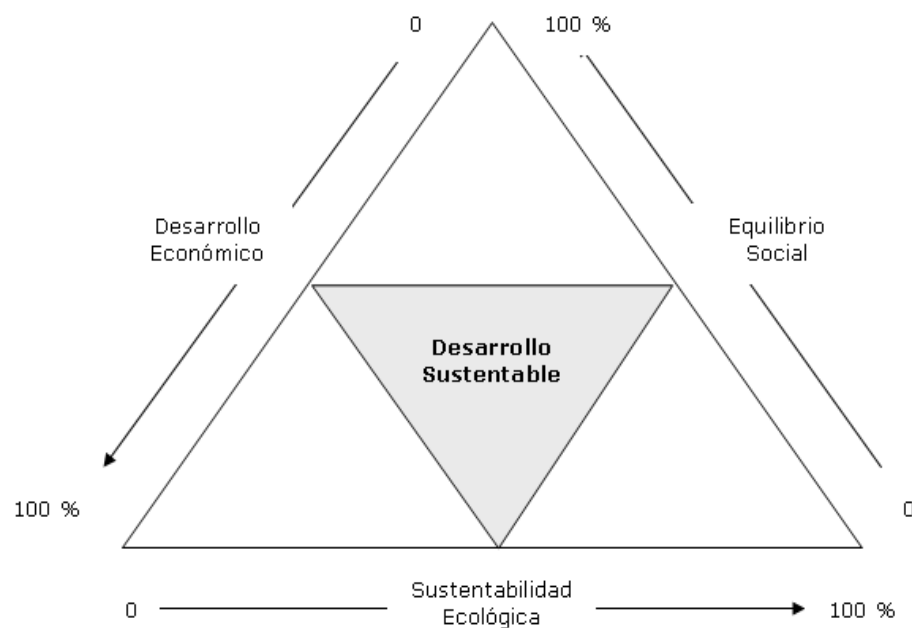 0
100 %
Desarrollo
Económico
Equilibrio
Social
Desarrollo
Sustentable
100 %
0
Sustentabilidad
Ecológica
0
100 %